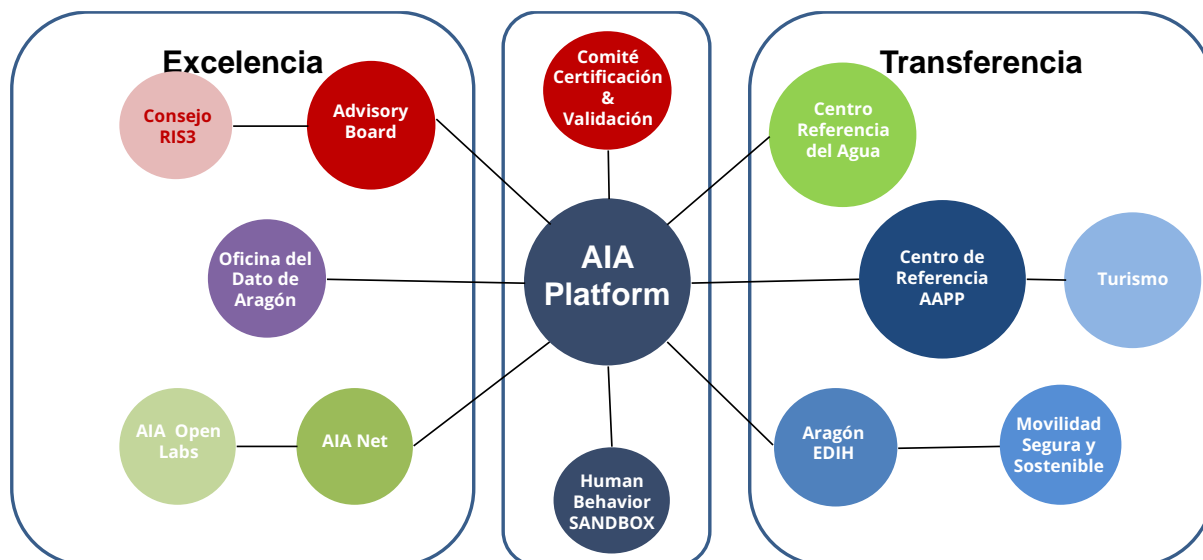 Excelencia
Consejo
RIS3
Advisory
Board
Oficina del
Dato de
Aragón
AIA Open
Labs
AIA Net
Comité
Certificación
&
Validación
AIA
Platform
Human
Behavior
SANDBOX
Transferencia
Centro
Referencia
del Agua
Centro de
Referencia
AAPP
Turismo
Aragón
EDIH
Movilidad
Segura y
Sostenible